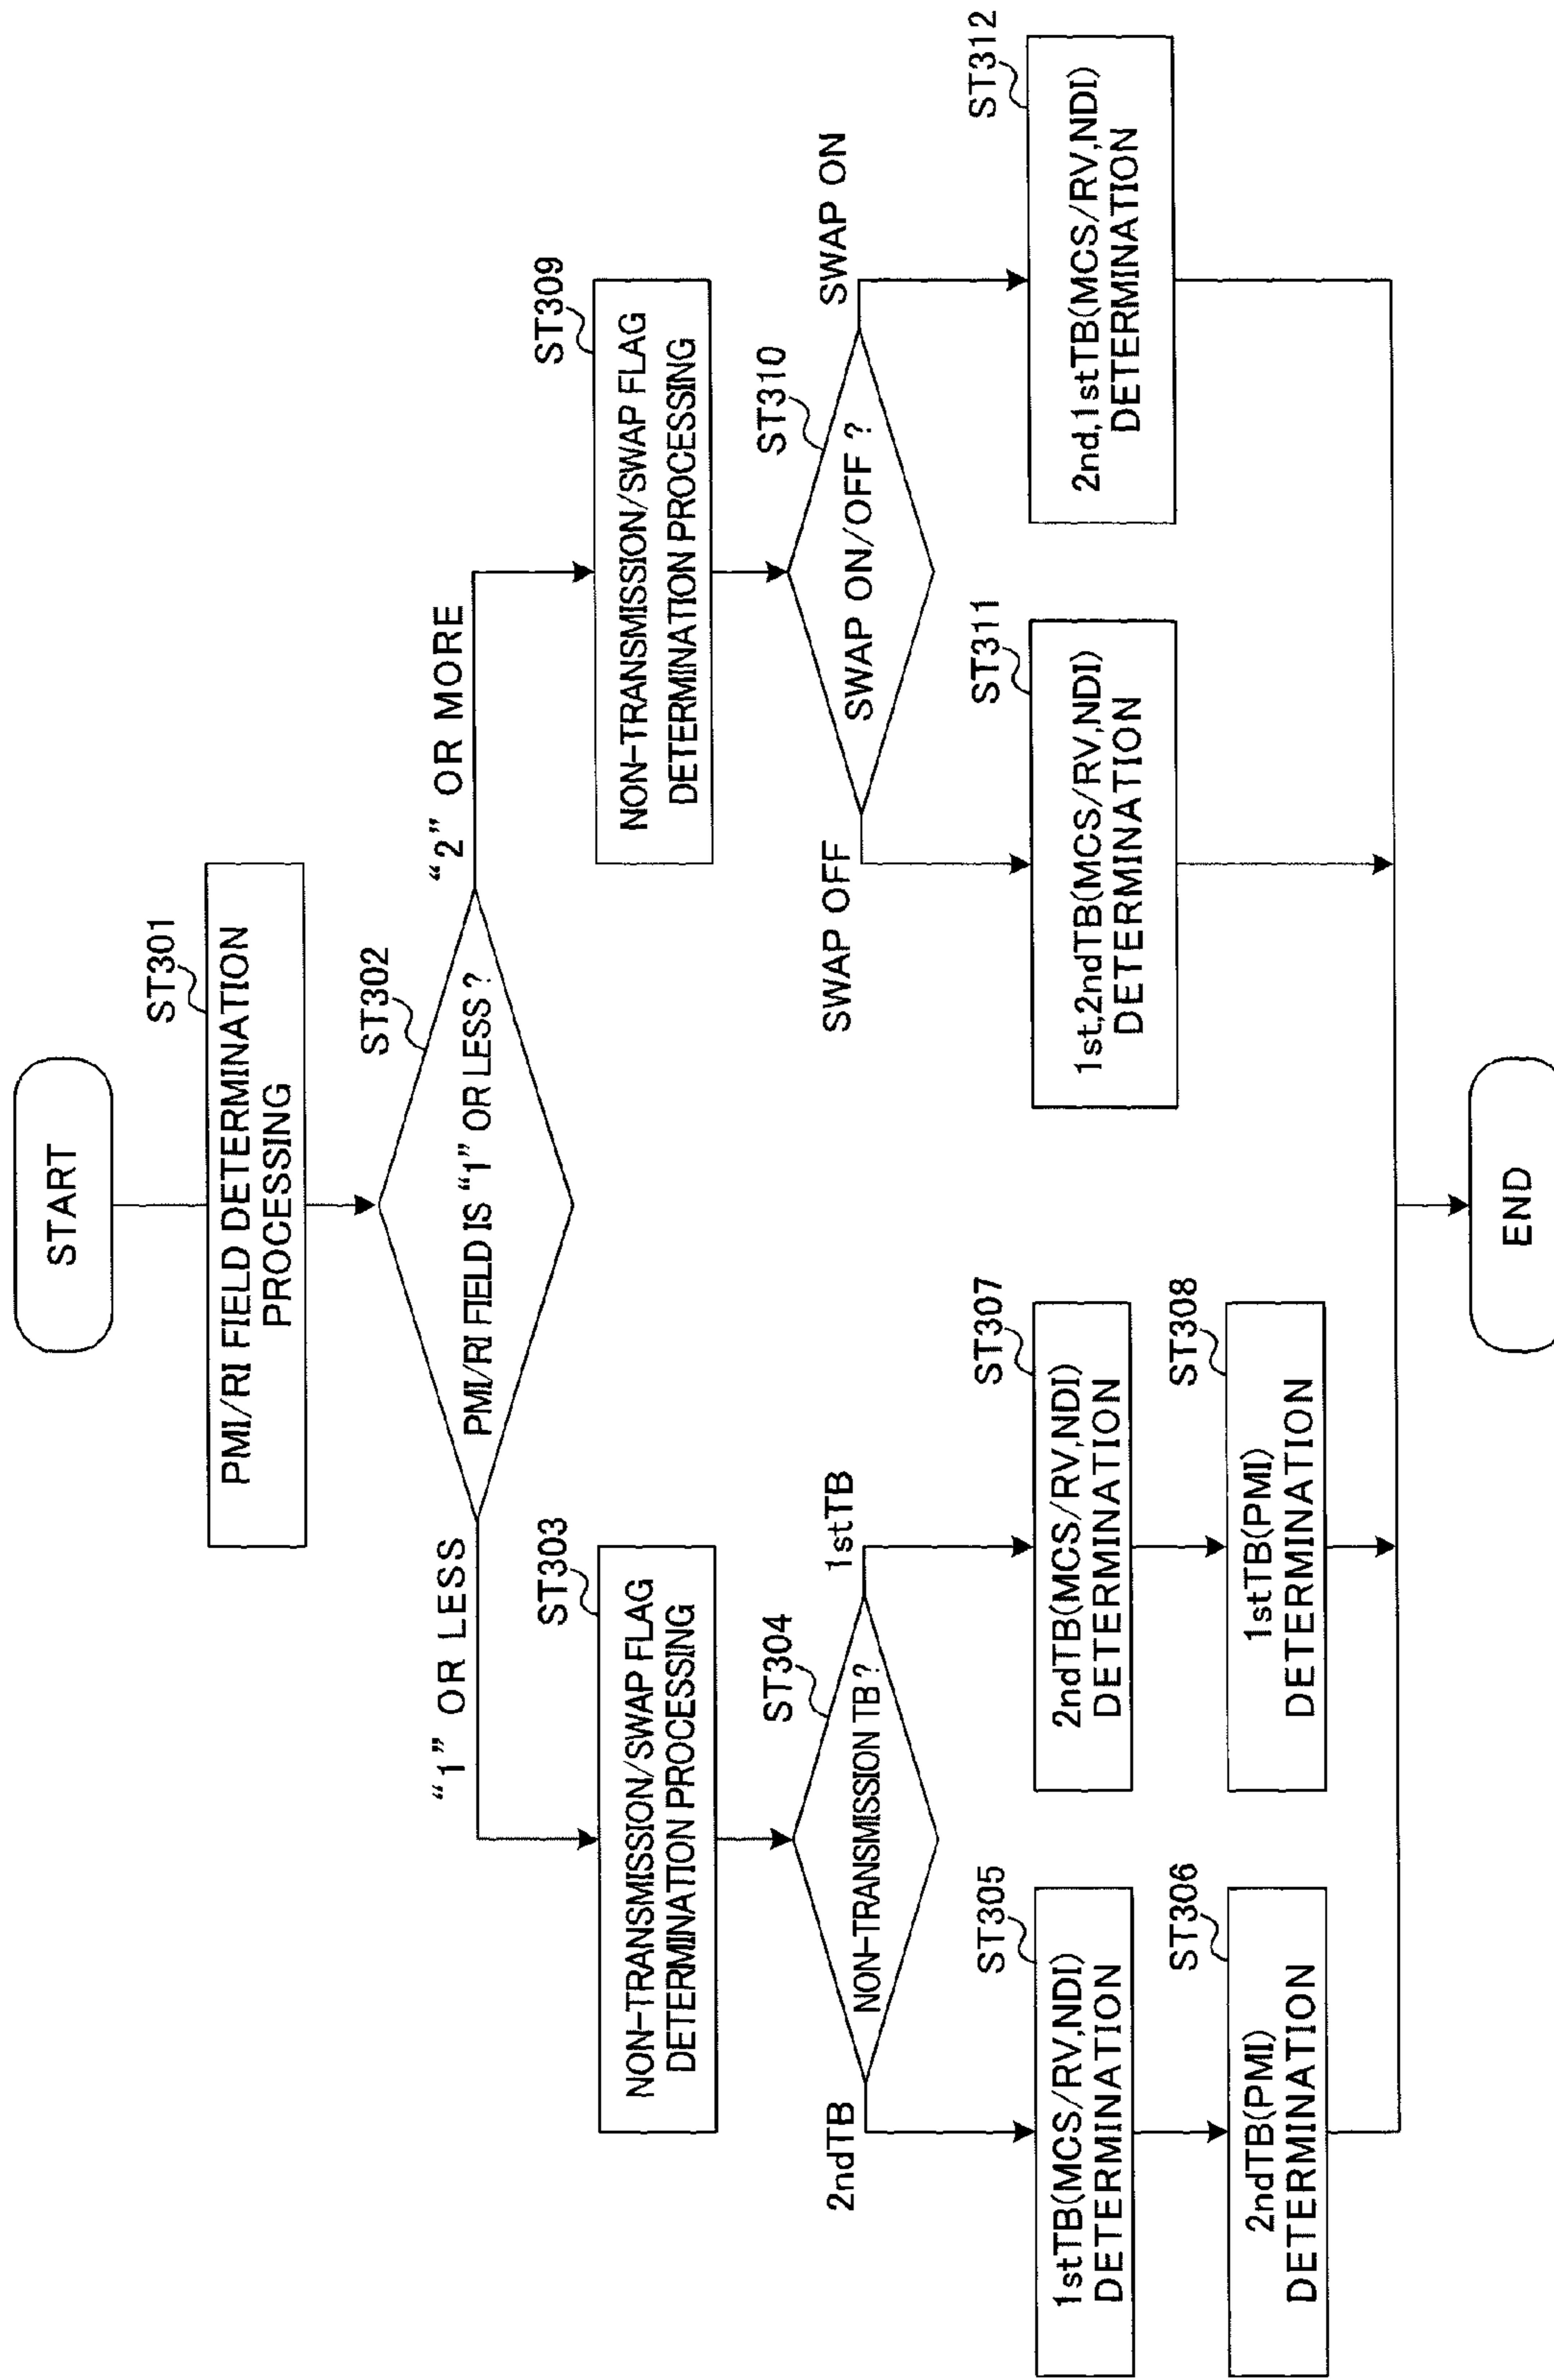 START
ST301
PMI/RI FIELD DETERMINATION
PROCESSING
ST302
PMI/RI FIELD IS “1” OR LESS ?
“1” OR LESS
“2” OR MORE
ST303
NON-TRANSMISSION/SWAP FLAG
DETERMINATION PROCESSING
ST304
NON-TRANSMISSION TB ?
2ndTB
1stTB
ST305
1stTB(MCS/RV,NDI)
DETERMINATION
ST306
2ndTB(PMI)
DETERMINATION
ST307
2ndTB(MCS/RV,NDI)
DETERMINATION
ST308
1stTB(PMI)
DETERMINATION
ST309
NON-TRANSMISSION/SWAP FLAG
DETERMINATION PROCESSING
ST310
SWAP ON/OFF ?
SWAP OFF
SWAP ON
ST311
1st,2ndTB(MCS/RV,NDI)
DETERMINATION
ST312
2nd,1stTB(MCS/RV,NDI)
DETERMINATION
END